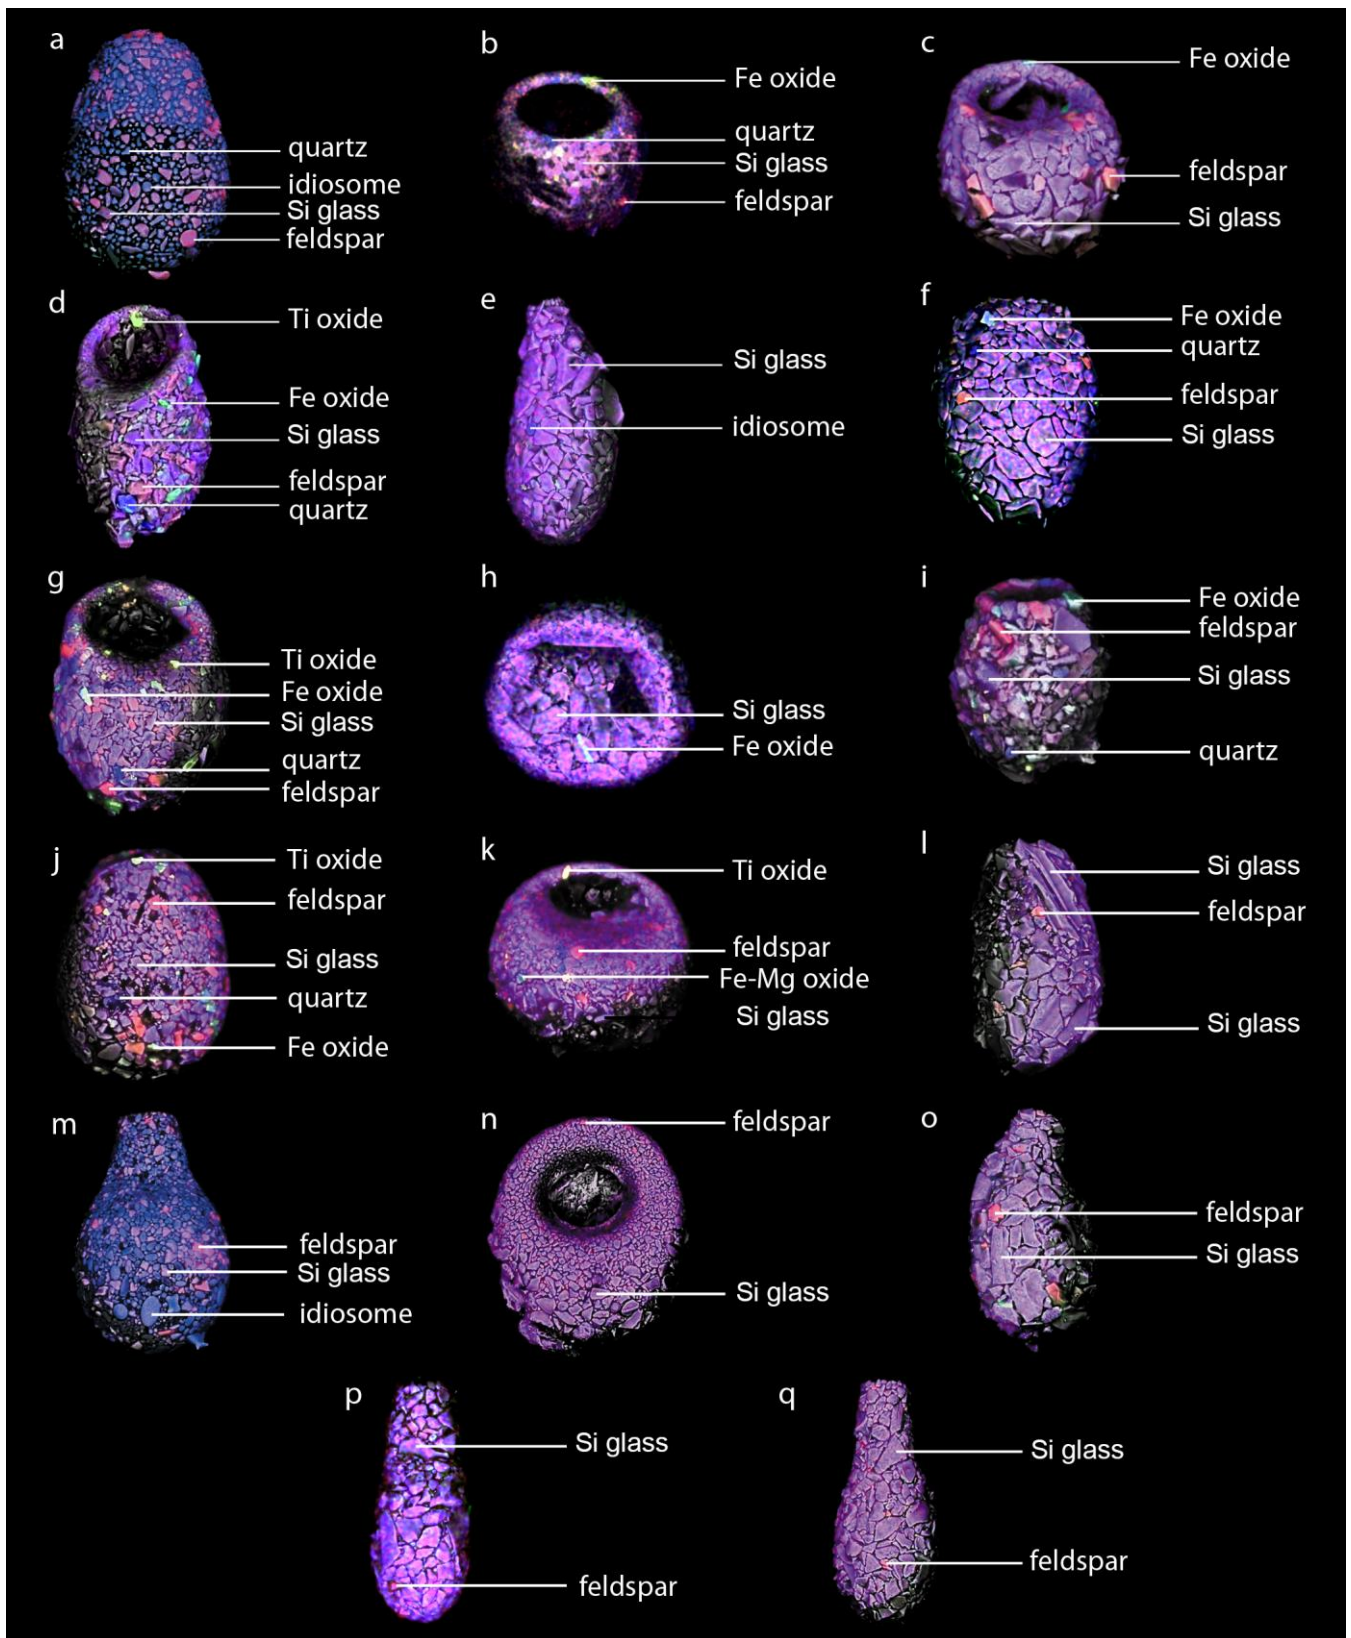 a
quartz
idiosome
Si glass
feldspar
b
Fe oxide
quartz
Si glass
feldspar
c
Fe oxide
feldspar
Si glass
d
Ti oxide
Fe oxide
Si glass
feldspar
quartz
e
Si glass
idiosome
f
Fe oxide
quartz
feldspar
Si glass
g
Ti oxide
Fe oxide
Si glass
quartz
feldspar
h
Si glass
Fe oxide
i
Fe oxide
feldspar
Si glass
quartz
j
Ti oxide
feldspar
Si glass
quartz
Fe oxide
k
Ti oxide
feldspar
Fe-Mg oxide
Si glass
l
Si glass
feldspar
Si glass
m
feldspar
Si glass
idiosome
n
feldspar
Si glass
o
feldspar
Si glass
p
Si glass
feldspar
q
Si glass
feldspar